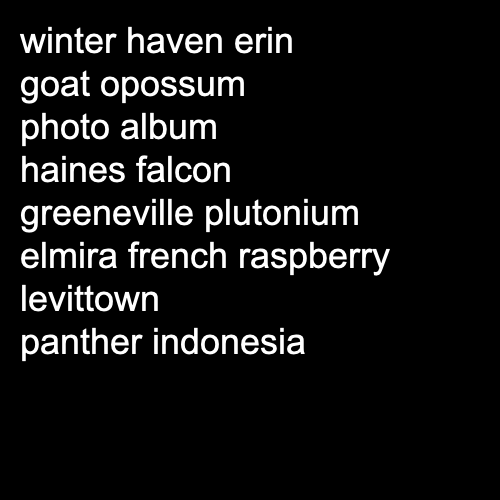 winter haven erin
goat opossum
photo album
haines falcon
greeneville plutonium
elmira french raspberry
levittown
panther indonesia